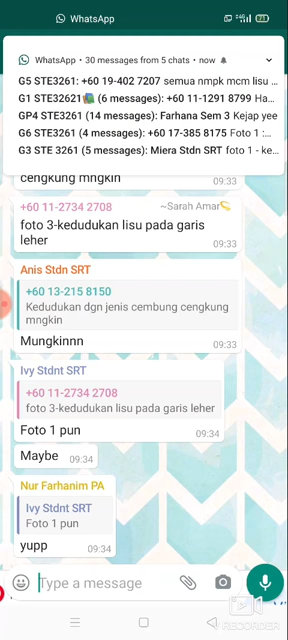 WhatsApp
73
WhatsApp • 30 messages from 5 chats • now
G5 STE3261: +60 19-402 7207 semua nmpk mcm lisu ...
G1 STE32621 (6 messages): +60 11-1291 8799 Ha...
GP4 STE3261 (14 messages): Farhana Sem 3 Kejap yee
G6 STE3261 (4 messages): +60 17-385 8175 Foto 1 :...
G3 STE 3261 (5 messages): Miera Stdn SRT foto 1 - ke...
cengkung mngkin
09:33
+60 11-2734 2708 ~Sarah Amar💫
foto 3-kedudukan lisu pada garis
leher
09:33
Anis Stdn SRT
+60 13-215 8150
Kedudukan dgn jenis cembung cengkung
mngkin
Mungkinnn 09:33
Ivy Stdnt SRT
+60 11-2734 2708
foto 3-kedudukan lisu pada garis leher
Foto 1 pun 09:34
Maybe 09:34
Nur Farhanim PA
Ivy Stdnt SRT
Foto 1 pun
yupp 09:34
Type a message
RECORDER